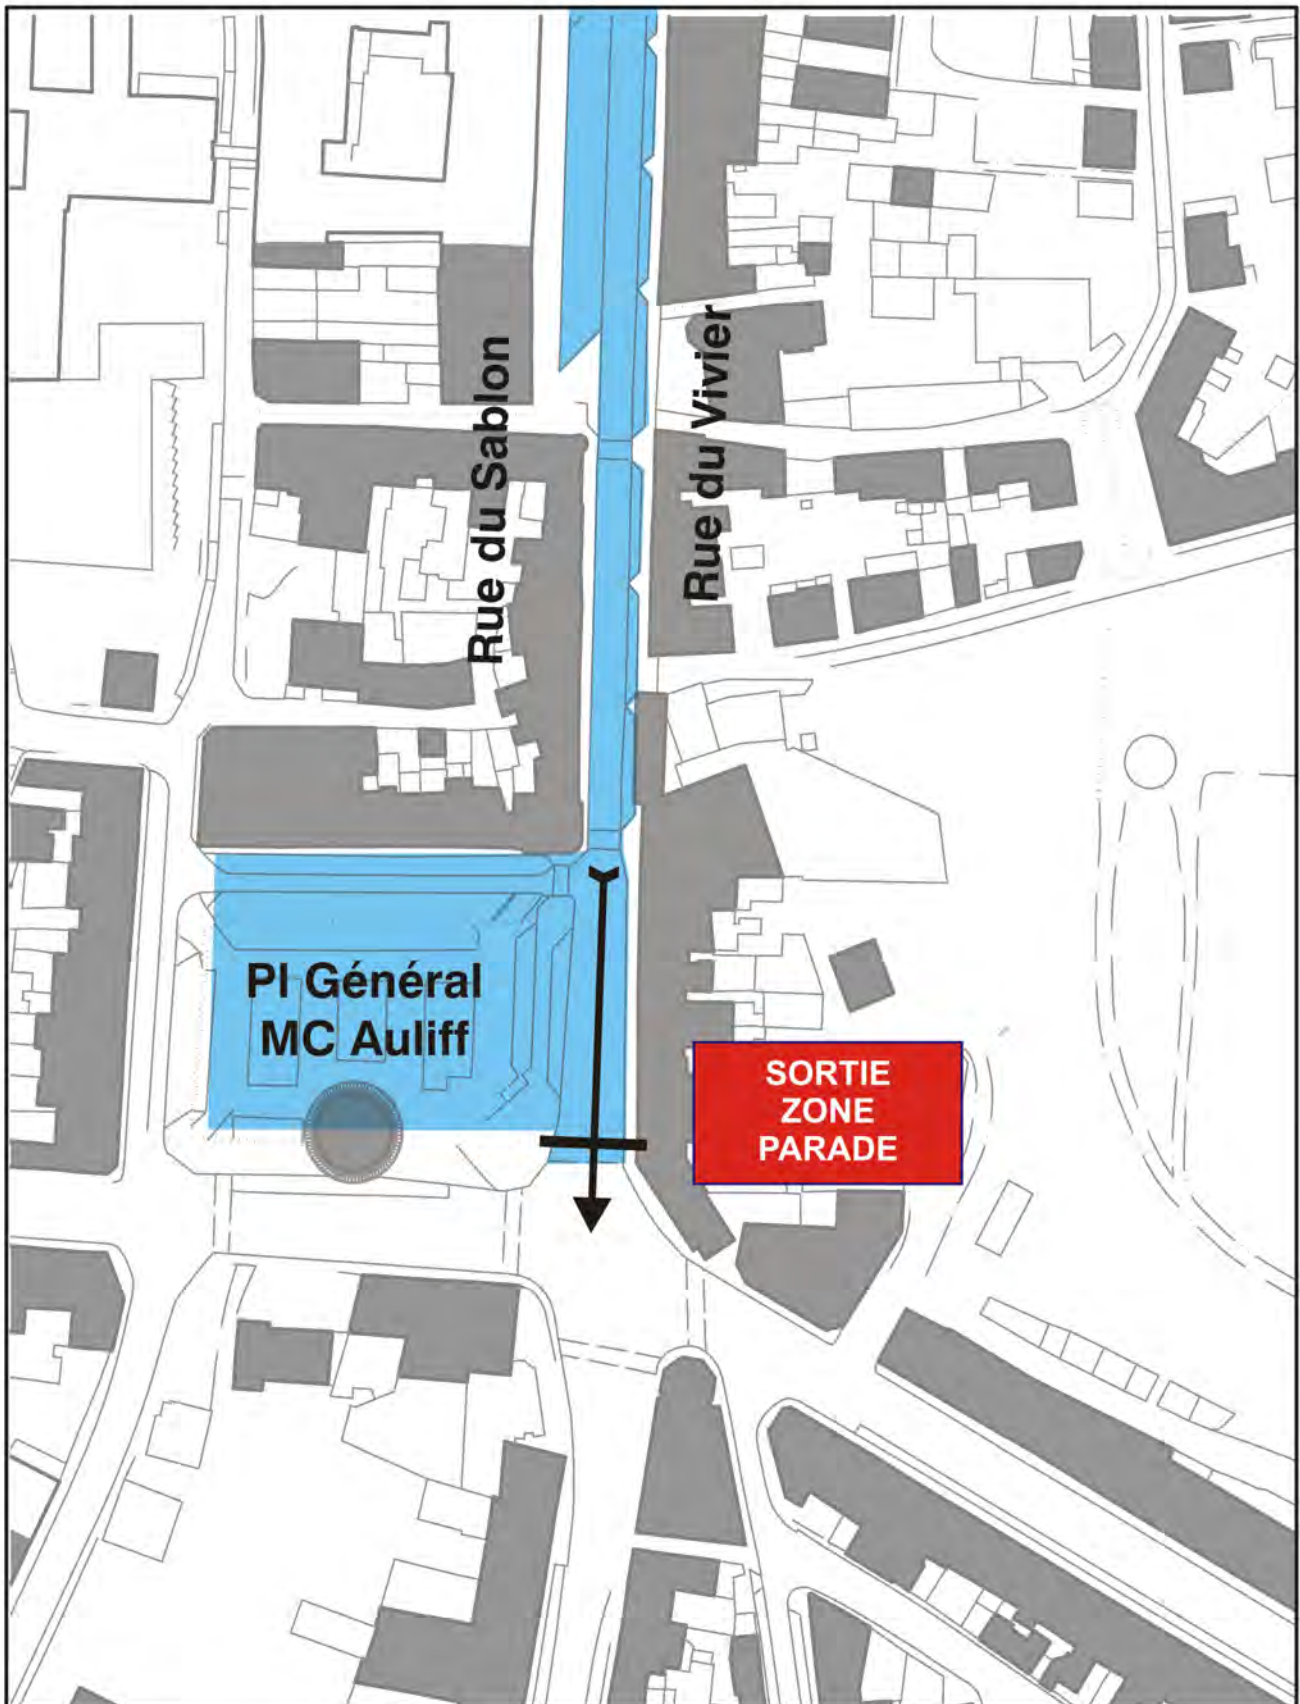 Rue du Sablon
Rue du Vivier
Pl Général
MC Auliff
SORTIE
ZONE
PARADE